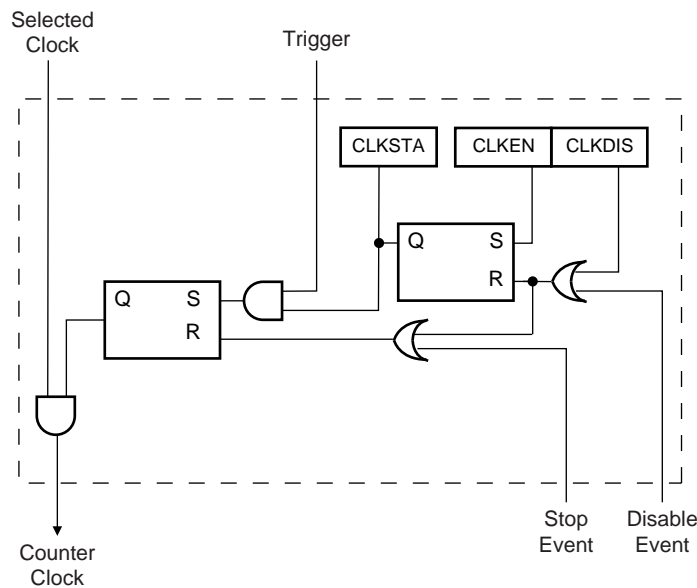 Selected
Clock
Trigger
CLKSTA
CLKEN
CLKDIS
Q
S
R
Q
S
R
Stop
Event
Disable
Event
Counter
Clock